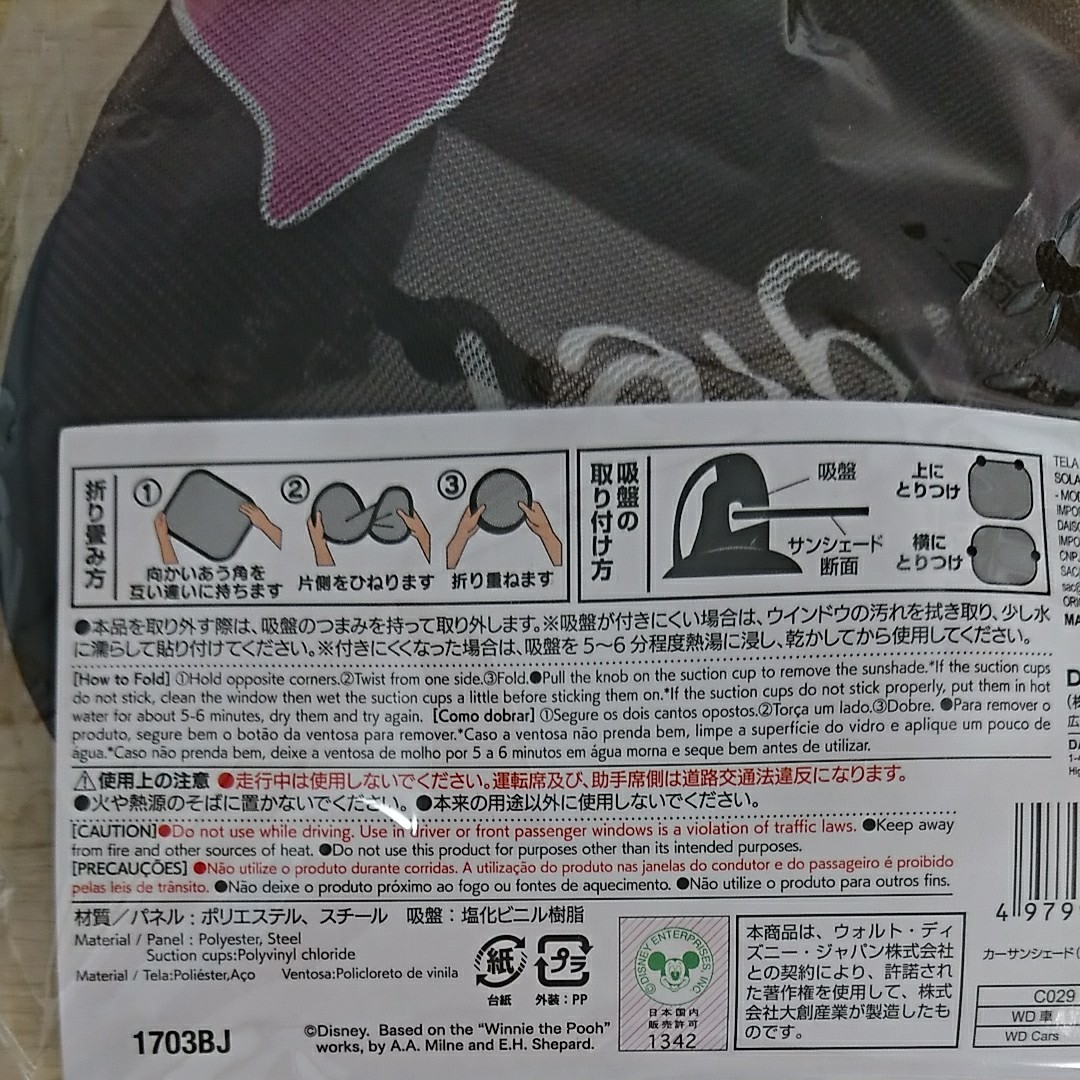 折り畳み方
①
②
③
向かいあう角を
互い違いに持ちます
片側をひねります
折り重ねます
吸盤の
取り付け方
吸盤
サンシェード
断面
上に
とりつけ
横に
とりつけ
●本品を取り外す際は、吸盤のつまみを持って取り外します。※吸盤が付きにくい場合は、ウインドウの汚れを拭き取り、少し水
に濡らして貼り付けてください。※付きにくくなった場合は、吸盤を5〜6分程度熱湯に浸し、乾かしてから使用してください。
[How to Fold] ①Hold opposite corners.②Twist from one side.③Fold.●Pull the knob on the suction cup to remove the sunshade.*If the suction cups
do not stick, clean the window then wet the suction cups a little before sticking them on.*If the suction cups do not stick properly, put them in hot
water for about 5-6 minutes, dry them and try again. [Como dobrar] ①Segure os dois cantos opostos.②Torça um lado.③Dobre. ●Para remover o
produto, segure bem o botão da ventosa para remover.*Caso a ventosa não prenda bem, limpe a superfície do vidro e aplique um pouco de
água.*Caso não prenda bem, deixe a ventosa de molho por 5 a 6 minutos em água morna e seque bem antes de utilizar.
⚠使用上の注意 ●走行中は使用しないでください。運転席及び、助手席側は道路交通法違反になります。
●火や熱源のそばに置かないでください。●本来の用途以外に使用しないでください。
[CAUTION]●Do not use while driving. Use in driver or front passenger windows is a violation of traffic laws. ●Keep away
from fire and other sources of heat. ●Do not use this product for purposes other than its intended purposes.
[PRECAUÇÕES] ●Não utilize o produto durante corridas. A utilização do produto nas janelas do condutor e do passageiro é proibido
pelas leis de trânsito. ●Não deixe o produto próximo ao fogo ou fontes de aquecimento. ●Não utilize o produto para outros fins.
材質／パネル：ポリエステル、スチール 吸盤：塩化ビニル樹脂
Material / Panel : Polyester, Steel
Suction cups:Polyvinyl chloride
Material / Tela:Poliéster,Aço Ventosa:Policloreto de vinila
紙
台紙
プラ
外装：PP
©DISNEY ENTERPRISES, INC
日本国内
販売許可
1342
本商品は、ウォルト・ディ
ズニー・ジャパン株式会社
との契約により、許諾され
た著作権を使用して、株式
会社大創産業が製造したも
のです。
1703BJ
©Disney. Based on the "Winnie the Pooh"
works, by A.A. Milne and E.H. Shepard.
TELA
SOLA
- MOD
IMPO
DAISO
IMPO
CNP
SAC
4 979
カーサンシェード(
C029
WD 車
WD Cars